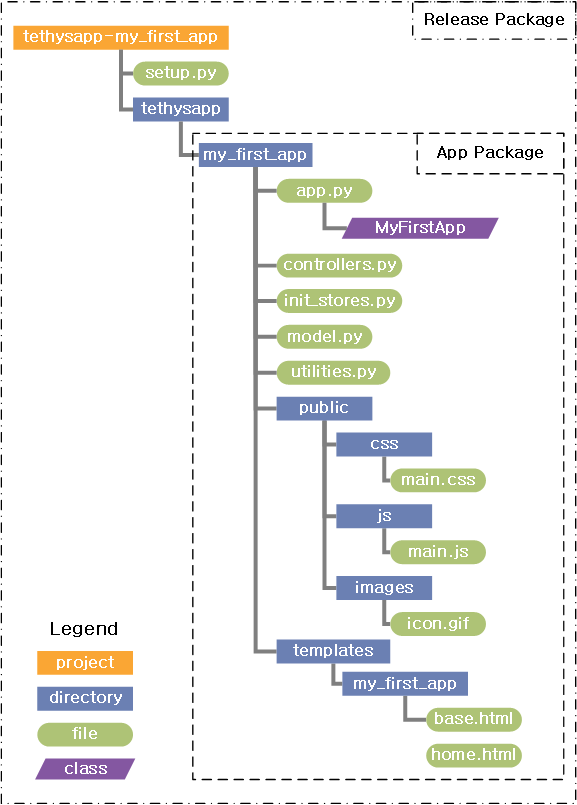 Release Package
tethysapp-my_first_app
setup.py
tethysapp
App Package
my_first_app
app.py
MyFirstApp
controllers.py
init_stores.py
model.py
utilities.py
public
css
main.css
js
main.js
images
icon.gif
templates
my_first_app
base.html
home.html
Legend
project
directory
file
class